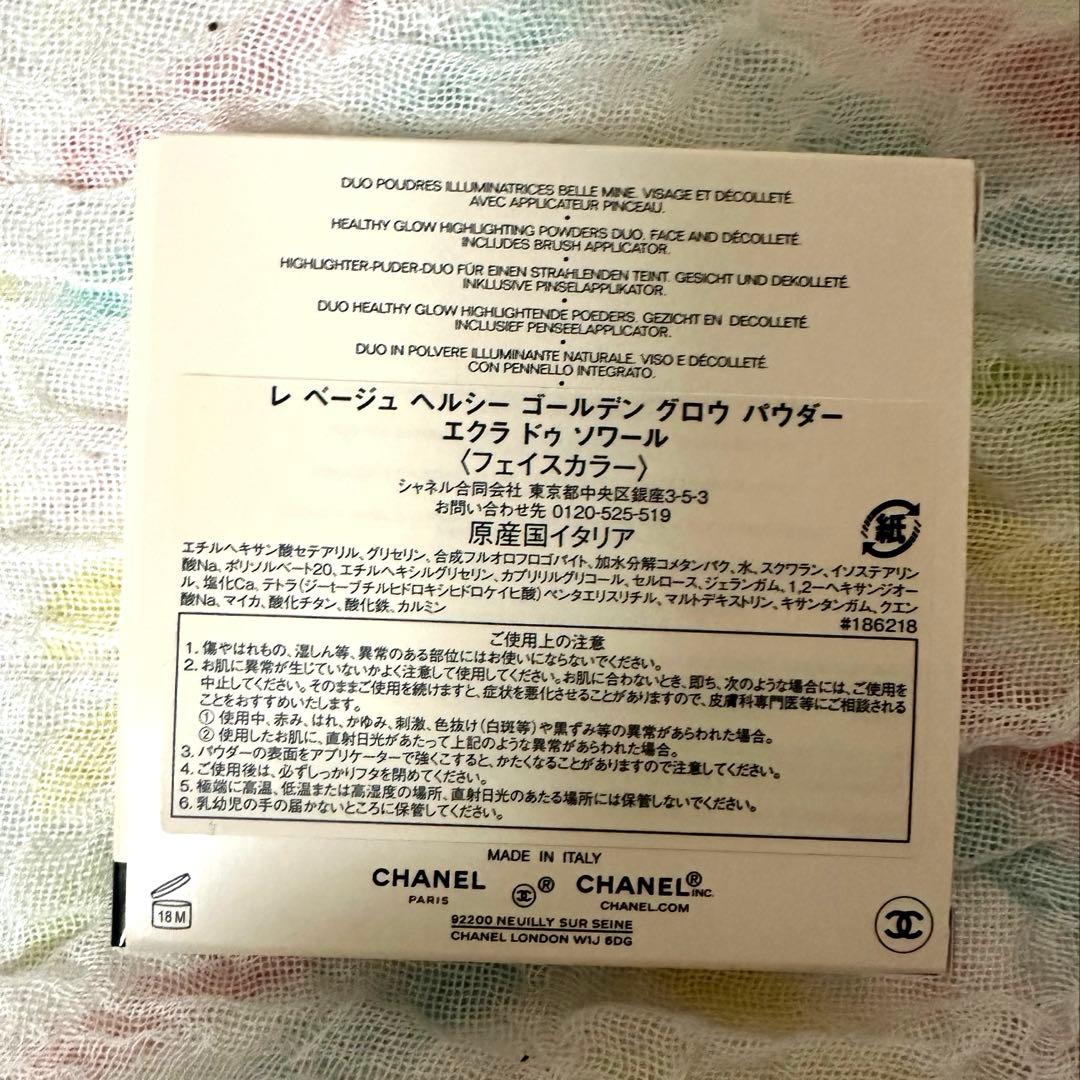 DUO POUDRES ILLUMINATRICES BELLE MINE. VISAGE ET DÉCOLLETÉ.
AVEC APPLICATEUR PINCEAU.
•
HEALTHY GLOW HIGHLIGHTING POWDERS DUO. FACE AND DÉCOLLETÉ.
INCLUDES BRUSH APPLICATOR.
•
HIGHLIGHTER-PUDER-DUO FÜR EINEN STRAHLENDEN TEINT. GESICHT UND DEKOLLETÉ.
INKLUSIVE PINSELAPPLIKATOR.
•
DUO HEALTHY GLOW HIGHLIGHTENDE POEDERS. GEZICHT EN DECOLLETÉ.
INCLUSIEF PENSEELAPPLICATOR.
•
DUO IN POLVERE ILLUMINANTE NATURALE. VISO E DÉCOLLETÉ.
CON PENNELLO INTEGRATO.
•
レ ベージュ ヘルシー ゴールデン グロウ パウダー
エクラ ドゥ ソワール
〈フェイスカラー〉
シャネル合同会社 東京都中央区銀座3-5-3
お問い合わせ先 0120-525-519
原産国イタリア
紙
エチルヘキサン酸セテアリル、グリセリン、合成フルオロフロゴパイト、加水分解コメタンパク、水、スクワラン、イソステアリン
酸Na、ポリソルベート20、エチルヘキシルグリセリン、カプリリルグリコール、セルロース、ジェランガム、1,2-ヘキサンジオー
ル、塩化Ca、テトラ(ジ-t-ブチルヒドロキシヒドロケイヒ酸)ペンタエリスリチル、マルトデキストリン、キサンタンガム、クエン
酸Na、マイカ、酸化チタン、酸化鉄、カルミン
#186218
ご使用上の注意
1. 傷やはれもの、湿しん等、異常のある部位にはお使いにならないでください。
2. お肌に異常が生じていないかよく注意して使用してください。お肌に合わないとき、即ち、次のような場合には、ご使用を
中止してください。そのままご使用を続けますと、症状を悪化させることがありますので、皮膚科専門医等にご相談される
ことをおすすめいたします。
① 使用中、赤み、はれ、かゆみ、刺激、色抜け(白斑等)や黒ずみ等の異常があらわれた場合。
② 使用したお肌に、直射日光があたって上記のような異常があらわれた場合。
3. パウダーの表面をアプリケーターで強くこすると、かたくなることがありますので注意してください。
4. ご使用後は、必ずしっかりフタを閉めてください。
5. 極端に高温、低温または高湿度の場所、直射日光のあたる場所には保管しないでください。
6. 乳幼児の手の届かないところに保管してください。
MADE IN ITALY
CHANEL ® CHANEL® INC.
PARIS CHANEL.COM
92200 NEUILLY SUR SEINE
CHANEL LONDON W1J 6DG
18 M